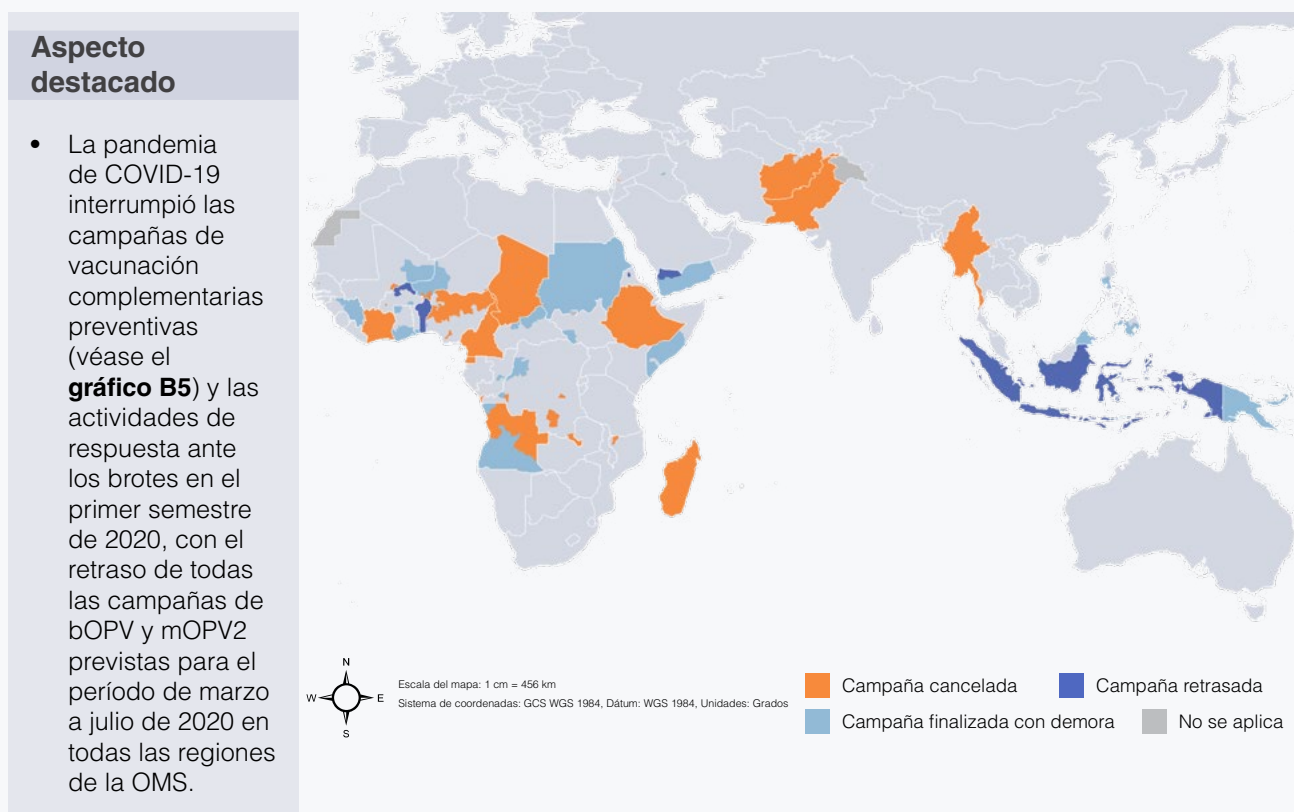 Aspecto
destacado
• La pandemia
de COVID-19
interrumpió las
campañas de
vacunación
complementarias
preventivas
(véase el
gráfico B5) y las
actividades de
respuesta ante
los brotes en el
primer semestre
de 2020, con el
retraso de todas
las campañas de
bOPV y mOPV2
previstas para el
período de marzo
a julio de 2020 en
todas las regiones
de la OMS.
N
W
E
S
Escala del mapa: 1 cm = 456 km
Sistema de coordenadas: GCS WGS 1984, Dátum: WGS 1984, Unidades: Grados
Campaña cancelada
Campaña retrasada
Campaña finalizada con demora
No se aplica